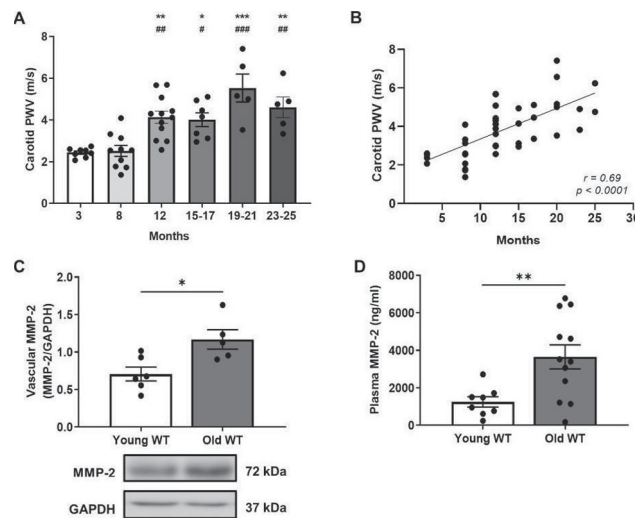 A
** * *** **
## # ### ##
Carotid PWV (m/s)
8
6
4
2
0
3 8 12 15-17 19-21 23-25
Months
B
Carotid PWV (m/s)
8
6
4
2
0
r = 0.69
p < 0.0001
5 10 15 20 25 30
Months
C
*
Vascular MMP-2
(MMP-2/GAPDH)
2.0
1.5
1.0
0.5
0.0
Young WT Old WT
MMP-2 72 kDa
GAPDH 37 kDa
D
**
Plasma MMP-2 (ng/ml)
8000
6000
4000
2000
0
Young WT Old WT